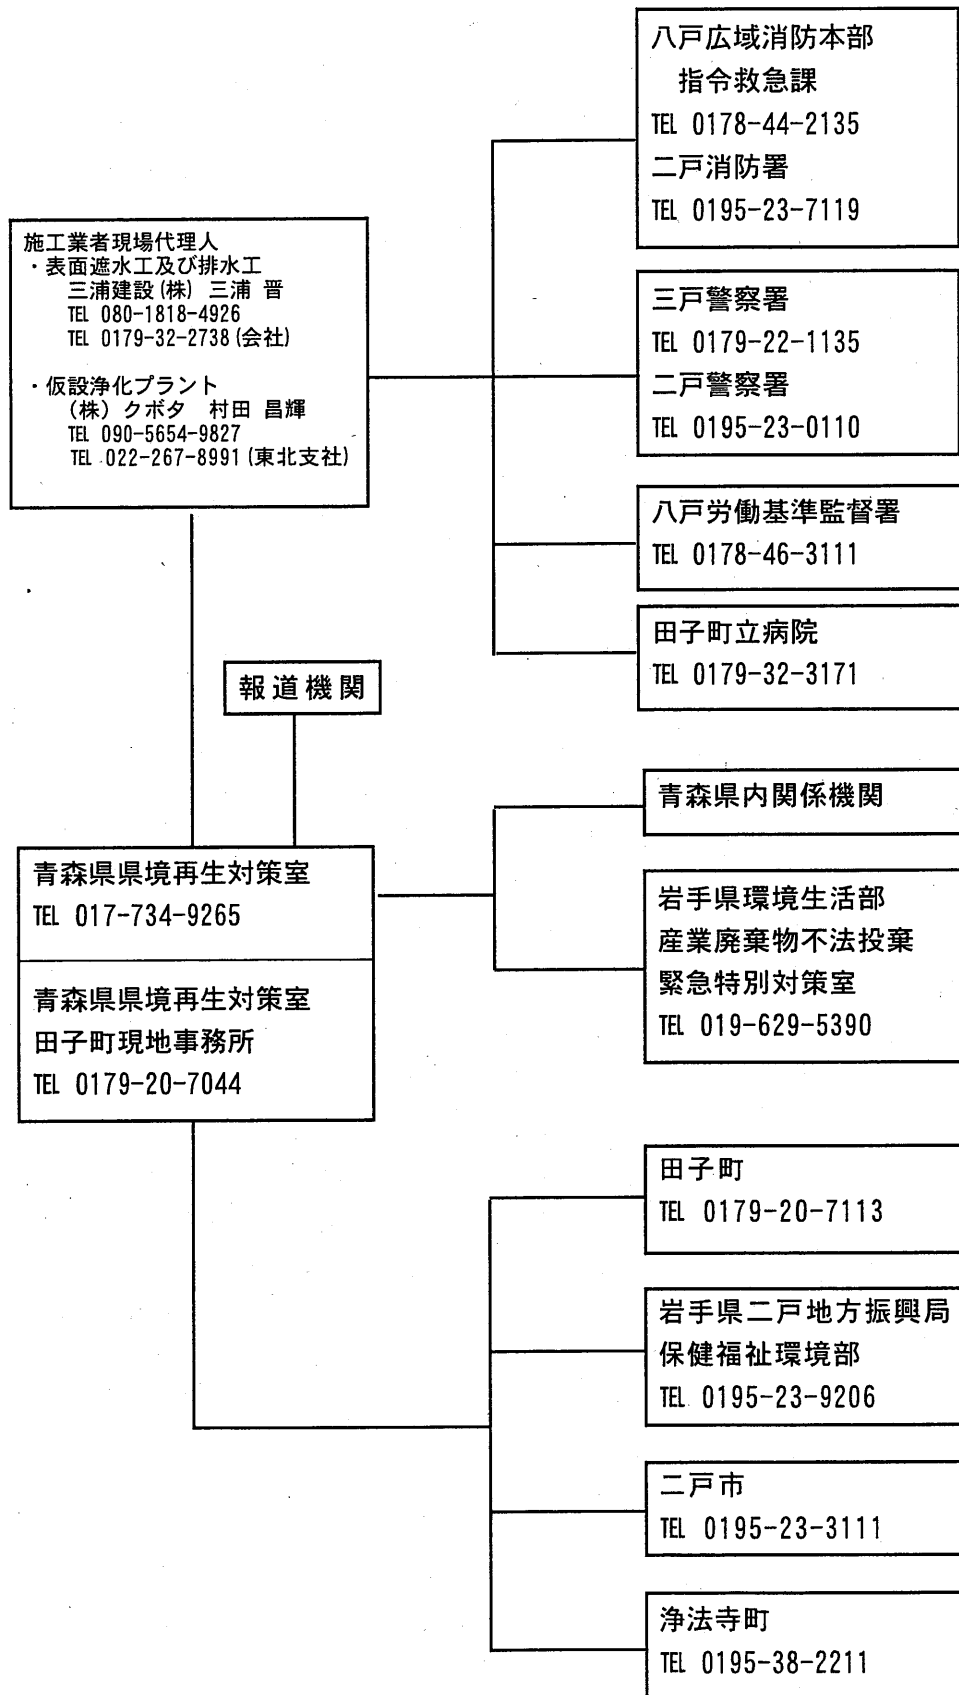 施工業者現場代理人
・表面遮水工及び排水工
三浦建設(株) 三浦 晋
TEL 080-1818-4926
TEL 0179-32-2738(会社)
・仮設浄化プラント
(株)クボタ 村田 昌輝
TEL 090-5654-9827
TEL 022-267-8991(東北支社)
八戸広域消防本部
指令救急課
TEL 0178-44-2135
二戸消防署
TEL 0195-23-7119
三戸警察署
TEL 0179-22-1135
二戸警察署
TEL 0195-23-0110
八戸労働基準監督署
TEL 0178-46-3111
田子町立病院
TEL 0179-32-3171
報道機関
青森県県境再生対策室
TEL 017-734-9265
青森県県境再生対策室
田子町現地事務所
TEL 0179-20-7044
青森県内関係機関
岩手県環境生活部
産業廃棄物不法投棄
緊急特別対策室
TEL 019-629-5390
田子町
TEL 0179-20-7113
岩手県二戸地方振興局
保健福祉環境部
TEL 0195-23-9206
二戸市
TEL 0195-23-3111
浄法寺町
TEL 0195-38-2211